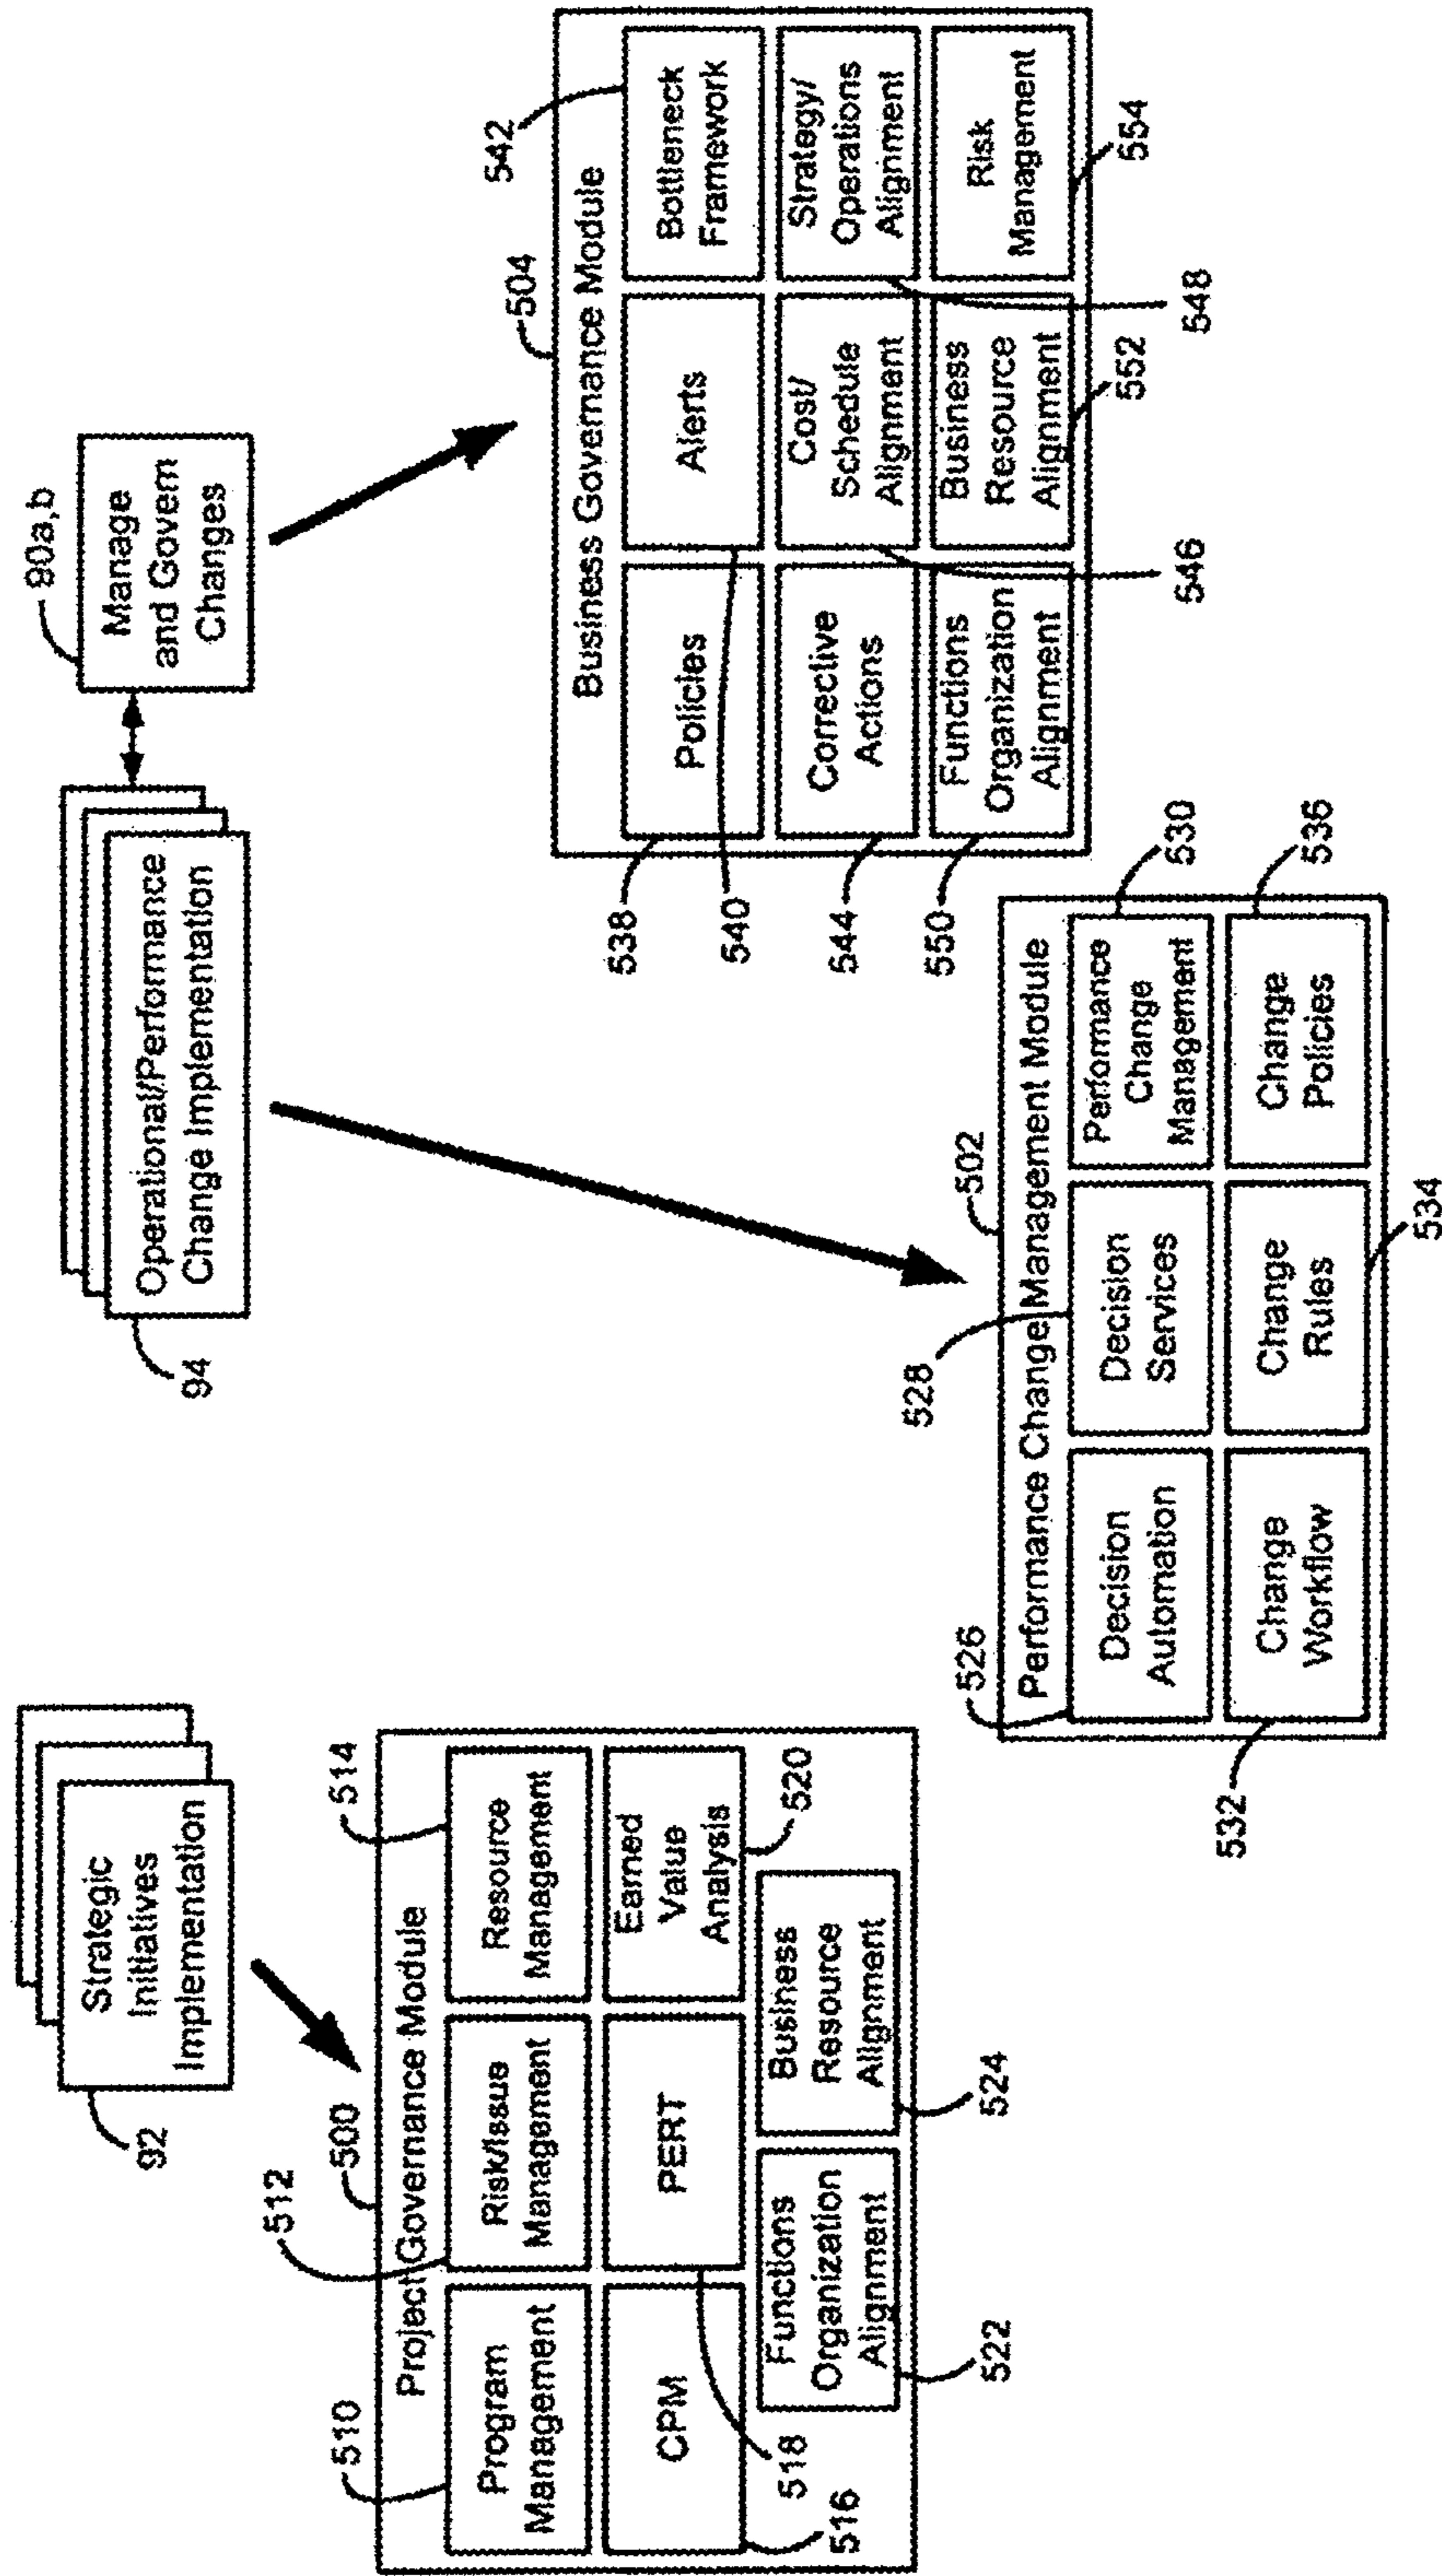 Strategic
Initiatives
Implementation
92
Operational/Performance
Change Implementation
94
Manage
and Govern
Changes
90a,b
500
Project Governance Module
510
Program
Management
512
Risk/Issue
Management
514
Resource
Management
CPM
516
PERT
518
Earned
Value
Analysis
520
Functions
Organization
Alignment
522
Business
Resource
Alignment
524
502
Performance Change Management Module
526
Decision
Automation
528
Decision
Services
Performance
Change
Management
530
Change
Workflow
532
Change
Rules
534
Change
Policies
536
504
Business Governance Module
Policies
538
Alerts
540
Bottleneck
Framework
542
Corrective
Actions
544
Cost/
Schedule
Alignment
546
Strategy/
Operations
Alignment
548
Functions
Organization
Alignment
550
Business
Resource
Alignment
552
Risk
Management
554